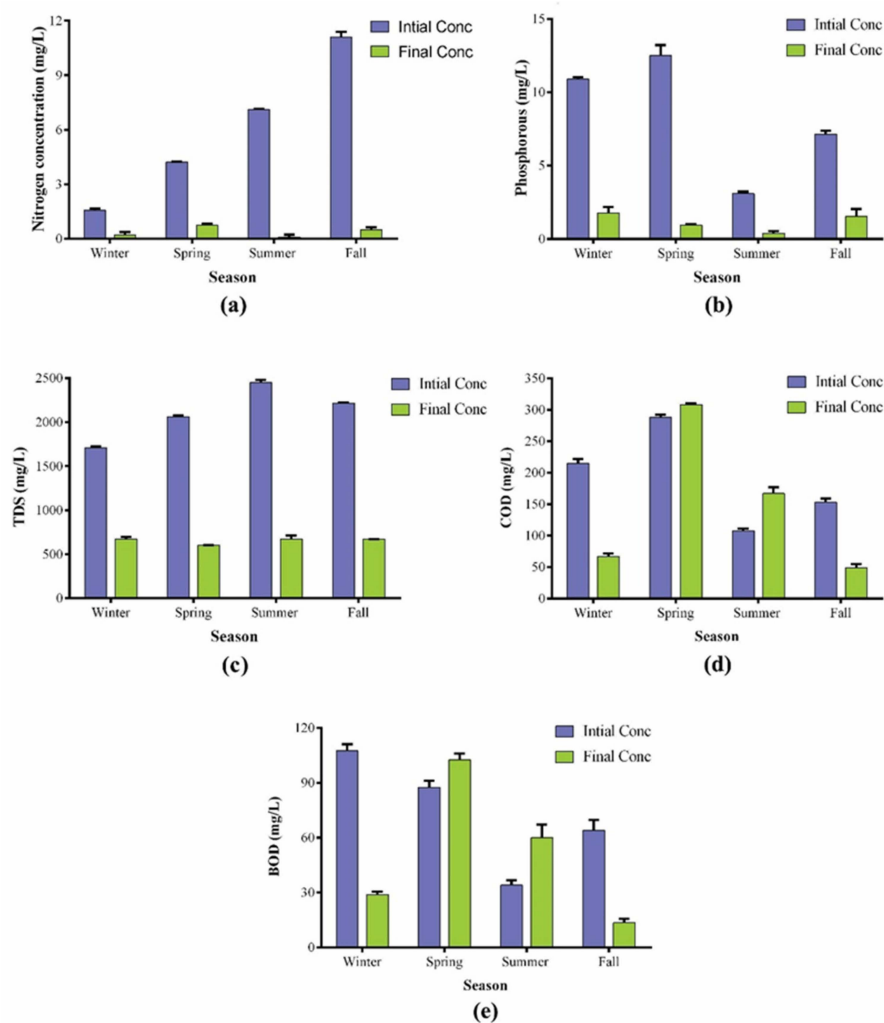 Nitrogen concentration (mg/L)
12
9
6
3
0
Intial Conc
Final Conc
Winter Spring Summer Fall
Season
(a)
Phosphorous (mg/L)
15
10
5
0
Intial Conc
Final Conc
Winter Spring Summer Fall
Season
(b)
TDS (mg/L)
2500
2000
1500
1000
500
0
Intial Conc
Final Conc
Winter Spring Summer Fall
Season
(c)
COD (mg/L)
350
300
250
200
150
100
50
0
Intial Conc
Final Conc
Winter Spring Summer Fall
Season
(d)
BOD (mg/L)
120
90
60
30
0
Intial Conc
Final Conc
Winter Spring Summer Fall
Season
(e)